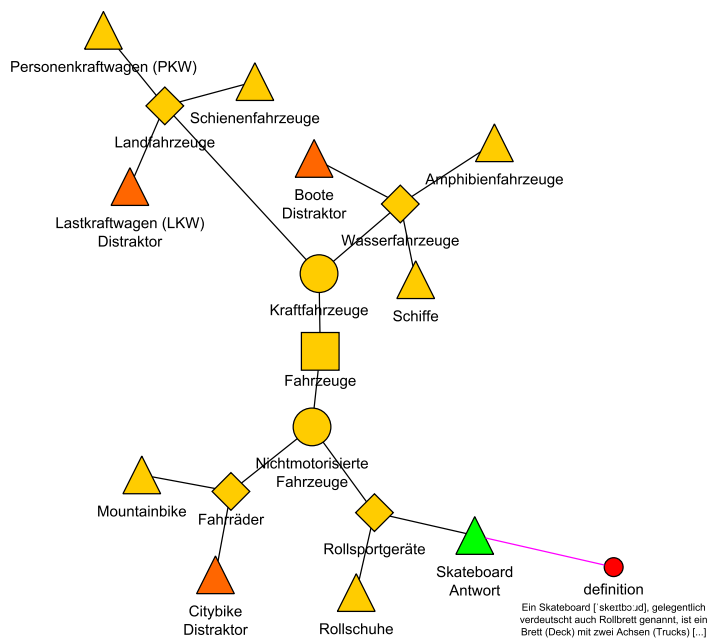 Personenkraftwagen (PKW)
Schienenfahrzeuge
Landfahrzeuge
Amphibienfahrzeuge
Boote
Distraktor
Lastkraftwagen (LKW)
Distraktor
Wasserfahrzeuge
Kraftfahrzeuge
Schiffe
Fahrzeuge
Nichtmotorisierte
Fahrzeuge
Mountainbike
Fahrräder
Rollsportgeräte
Skateboard
Antwort
definition
Ein Skateboard [ˈskeɪtbɔːɹd], gelegentlich
verdeutscht auch Rollbrett genannt, ist ein
Brett (Deck) mit zwei Achsen (Trucks) [...]
Citybike
Distraktor
Rollschuhe